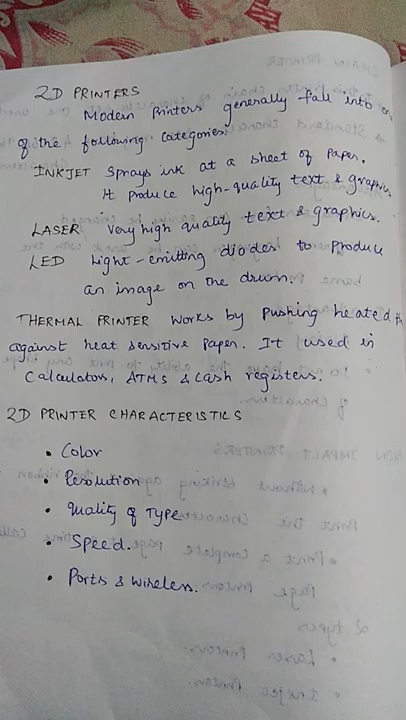 2D PRINTERS
Modern Printers generally fall into
of the following categories.
INKJET Sprays ink at a sheet of Paper.
It produce high-quality text & graphics
LASER Very high quality text & graphics.
LED Light-emitting diodes to Produce
an image on the drum.
THERMAL PRINTER Works by pushing heated
against heat sensitive Paper. It used in
Calculators, ATMS & Cash registers.
2D PRINTER CHARACTERISTICS
• Color
• Resolution
• Quality of Type
• Speed.
• Ports & Wireless.